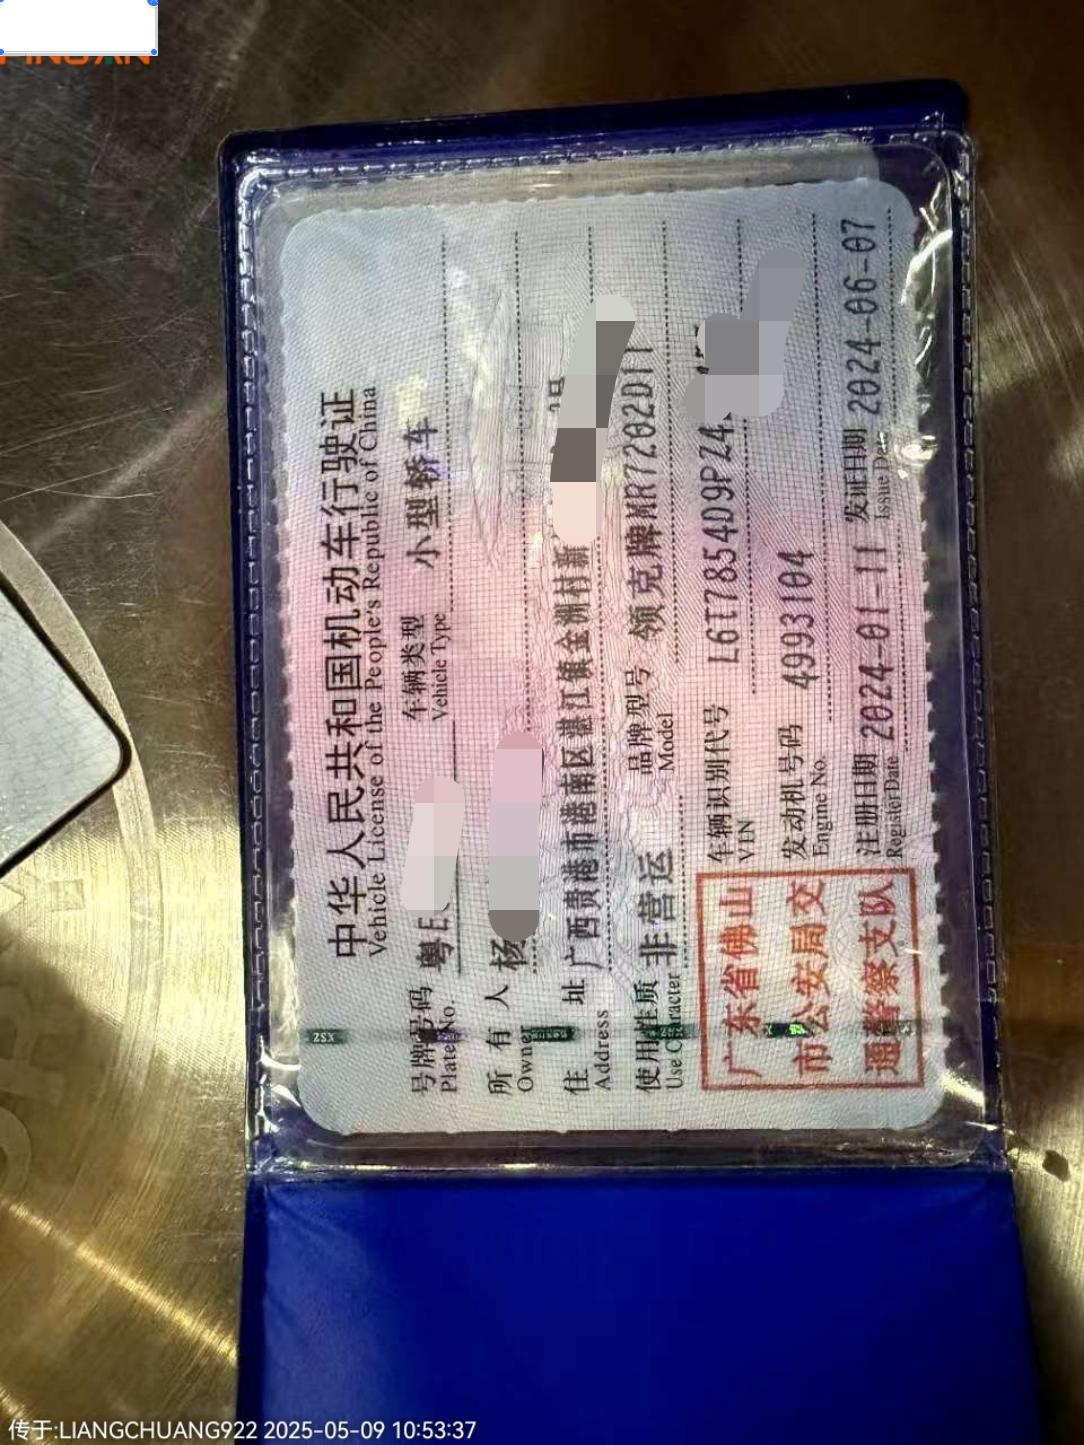 中华人民共和国机动车行驶证
Vehicle License of the People's Republic of China
号牌号码 粤E 车辆类型 小型轿车
Plate No. Vehicle Type
所有人 杨
Owner
住址 广西贵港市港南区湛江镇金洲村新
Address
使用性质 非营运 品牌型号 领克牌MR7202D11
Use Character Model
广东省佛山
市公安局交
通警察支队
车辆识别代号 L6T7854D9PZ4
VIN
发动机号码 4993104
Engine No.
注册日期 2024-01-11 发证日期 2024-06-07
Register Date Issue Date
ZSX
传于:LIANGCHUANG922 2025-05-09 10:53:37